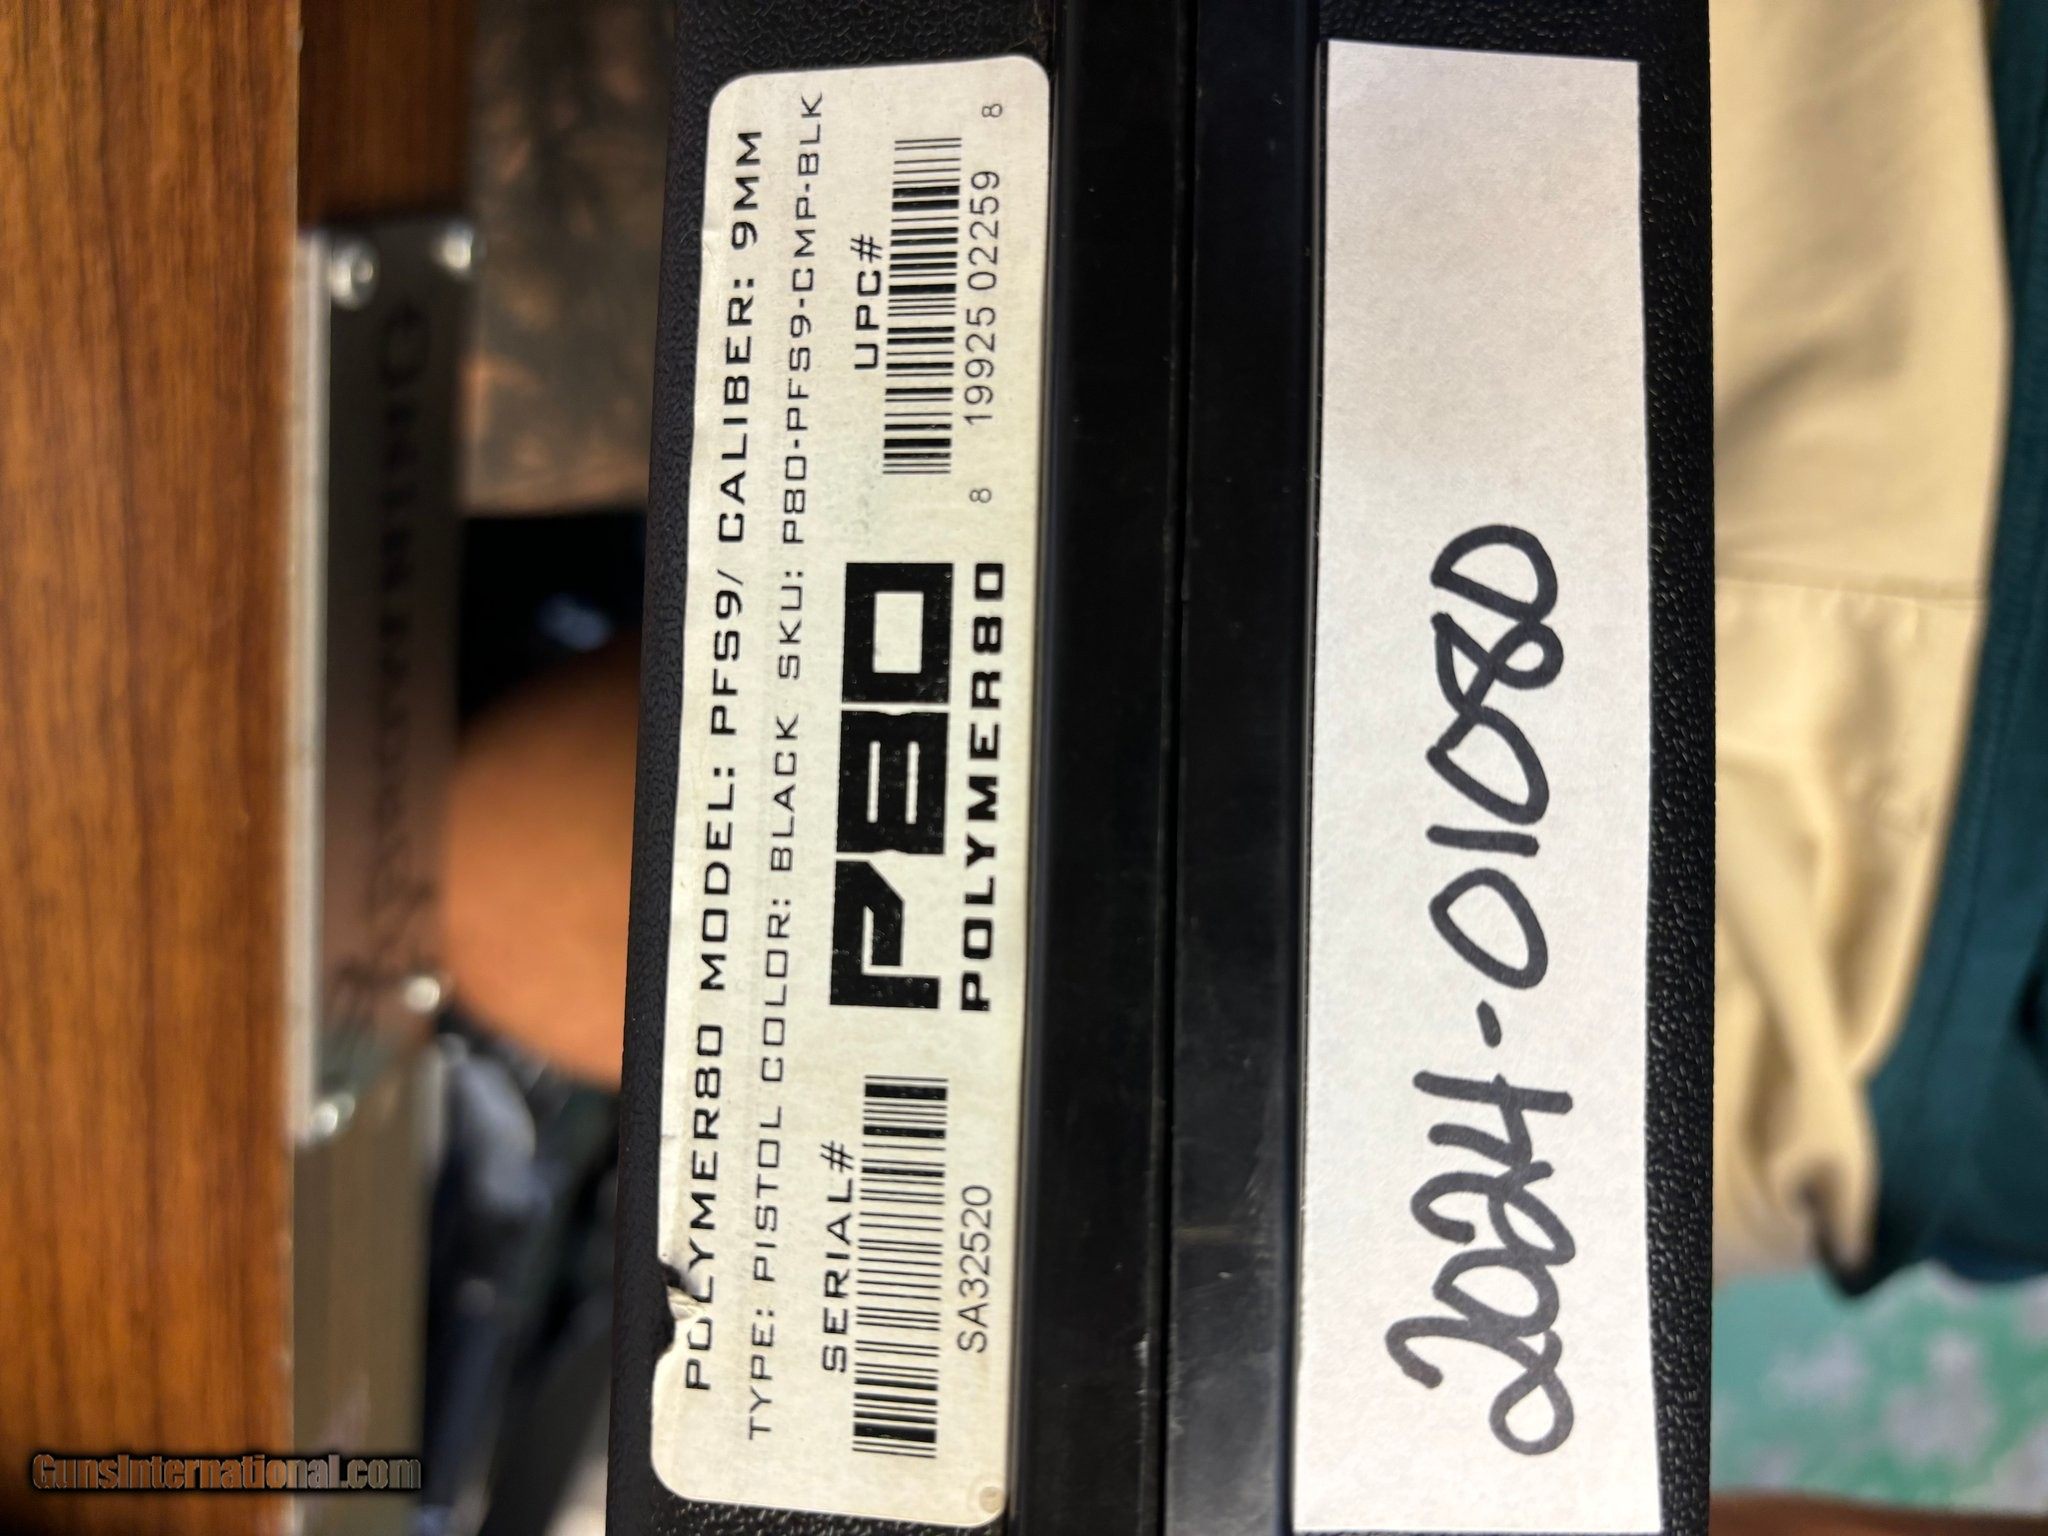 POLYMER80 MODEL: PFS9/ CALIBER: 9MM
TYPE: PISTOL COLOR: BLACK SKU: P80-PFS9-CMP-BLK
SERIAL#
SA32520
P80
POLYMER80
UPC#
8 19925 02259 8
2024-01080
GunsInternational.com